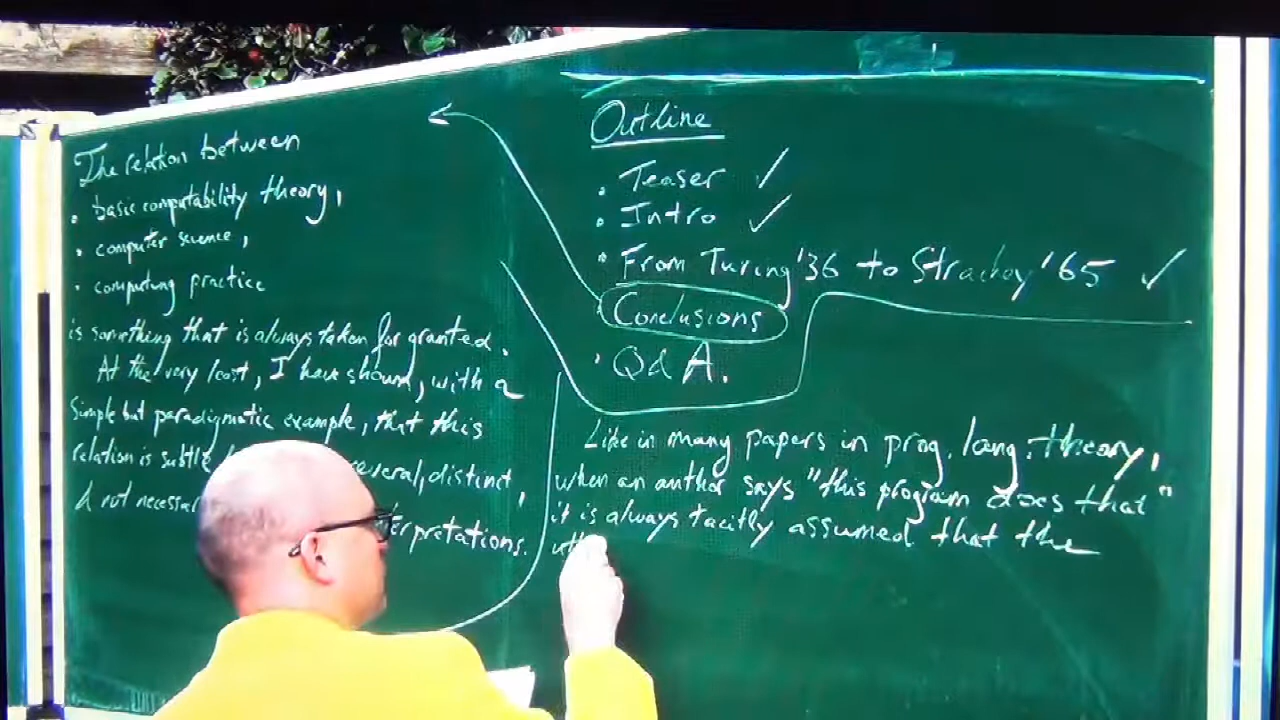 The relation between
• basic computability theory,
• computer science,
• computing practice
is something that is always taken for granted.
At the very least, I have shown, with a
simple but paradigmatic example, that this
relation is subtle several, distinct,
& not necessar
terpretations.
Outline
• Teaser ✓
• Intro ✓
• From Turing '36 to Strachey '65 ✓
Conclusions
• Q & A.
Like in many papers in prog. lang. theory,
when an author says "this program does that"
it is always tacitly assumed that the